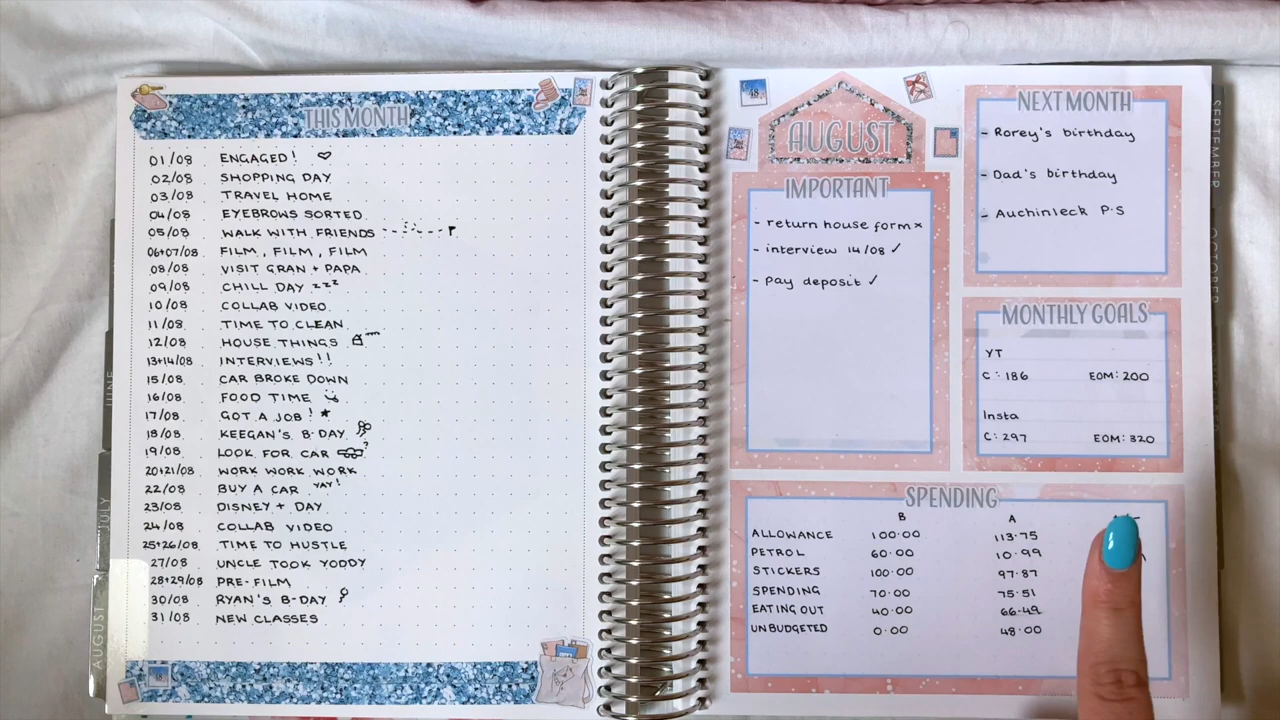 THIS MONTH
01/08 ENGAGED!
02/08 SHOPPING DAY
03/08 TRAVEL HOME
04/08 EYEBROWS SORTED
05/08 WALK WITH FRIENDS
06+07/08 FILM, FILM, FILM
08/08 VISIT GRAN + PAPA
09/08 CHILL DAY zzz
10/08 COLLAB VIDEO
11/08 TIME TO CLEAN
12/08 HOUSE THINGS
13+14/08 INTERVIEWS!!
15/08 CAR BROKE DOWN
16/08 FOOD TIME
17/08 GOT A JOB!
18/08 KEEGAN'S B-DAY
19/08 LOOK FOR CAR ?
20+21/08 WORK WORK WORK
22/08 BUY A CAR YAY!
23/08 DISNEY + DAY
24/08 COLLAB VIDEO
25+26/08 TIME TO HUSTLE
27/08 UNCLE TOOK YODDY
28+29/08 PRE-FILM
30/08 RYAN'S B-DAY
31/08 NEW CLASSES
AUGUST
IMPORTANT
- return house form x
- interview 14/08 ✓
- pay deposit ✓
NEXT MONTH
- Rorey's birthday
- Dad's birthday
- Auchinleck P.S
MONTHLY GOALS
YT
C: 186 EOM: 200
Insta
C: 297 EOM: 320
SPENDING
B A
ALLOWANCE 100.00 113.75
PETROL 60.00 10.99
STICKERS 100.00 97.87
SPENDING 70.00 75.51
EATING OUT 40.00 66.49
UNBUDGETED 0.00 48.00
JUNE
JULY
AUGUST
SEPTEMBER
OCTOBER